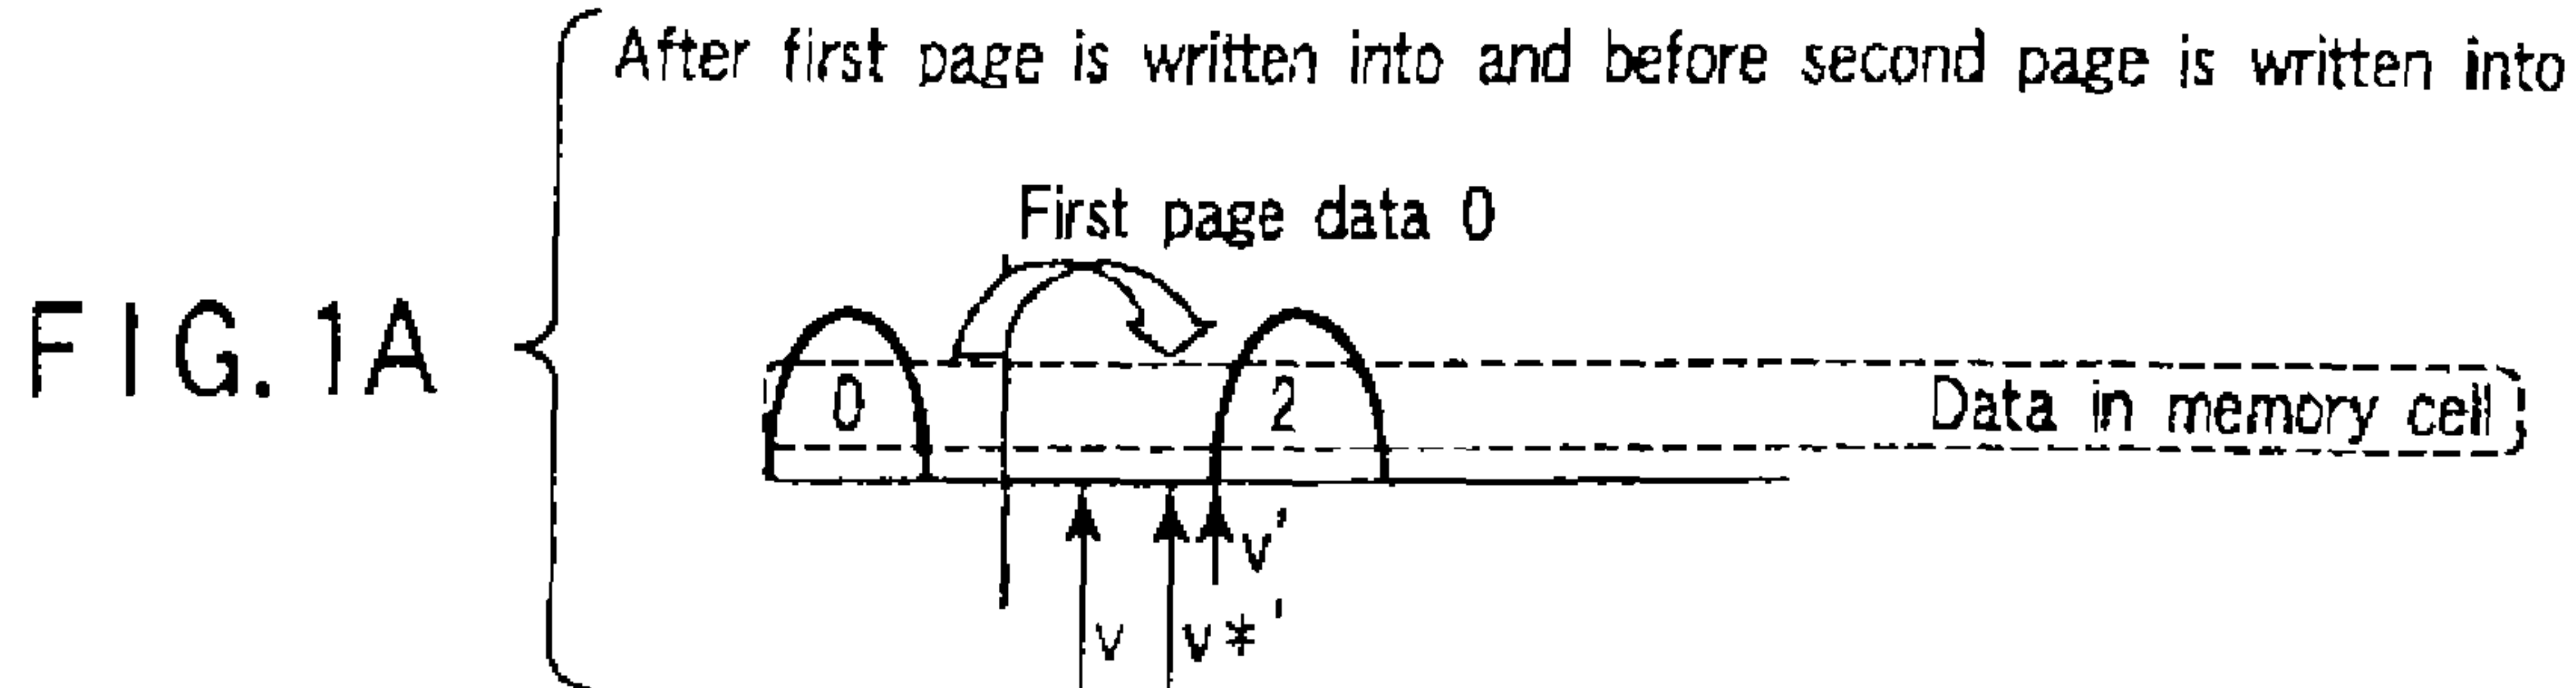 After first page is written into and before second page is written into
First page data 0
FIG.1A
0 2 Data in memory cell
v'
v v*'